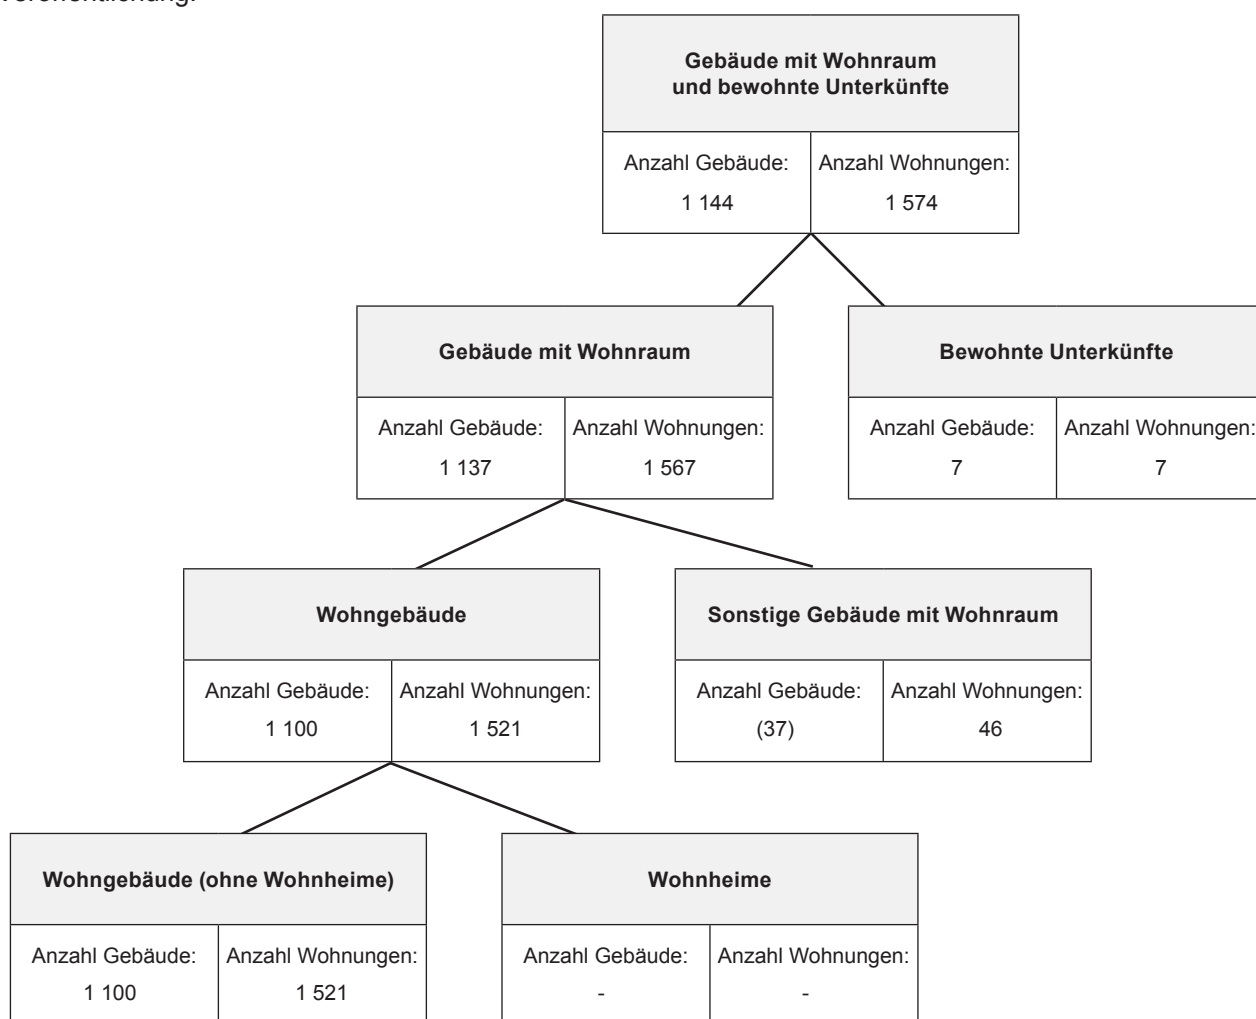 Veröffentlichung.
Gebäude mit Wohnraum
und bewohnte Unterkünfte
Anzahl Gebäude:
1 144
Anzahl Wohnungen:
1 574
Gebäude mit Wohnraum
Anzahl Gebäude:
1 137
Anzahl Wohnungen:
1 567
Bewohnte Unterkünfte
Anzahl Gebäude:
7
Anzahl Wohnungen:
7
Wohngebäude
Anzahl Gebäude:
1 100
Anzahl Wohnungen:
1 521
Sonstige Gebäude mit Wohnraum
Anzahl Gebäude:
(37)
Anzahl Wohnungen:
46
Wohngebäude (ohne Wohnheime)
Anzahl Gebäude:
1 100
Anzahl Wohnungen:
1 521
Wohnheime
Anzahl Gebäude:
-
Anzahl Wohnungen:
-